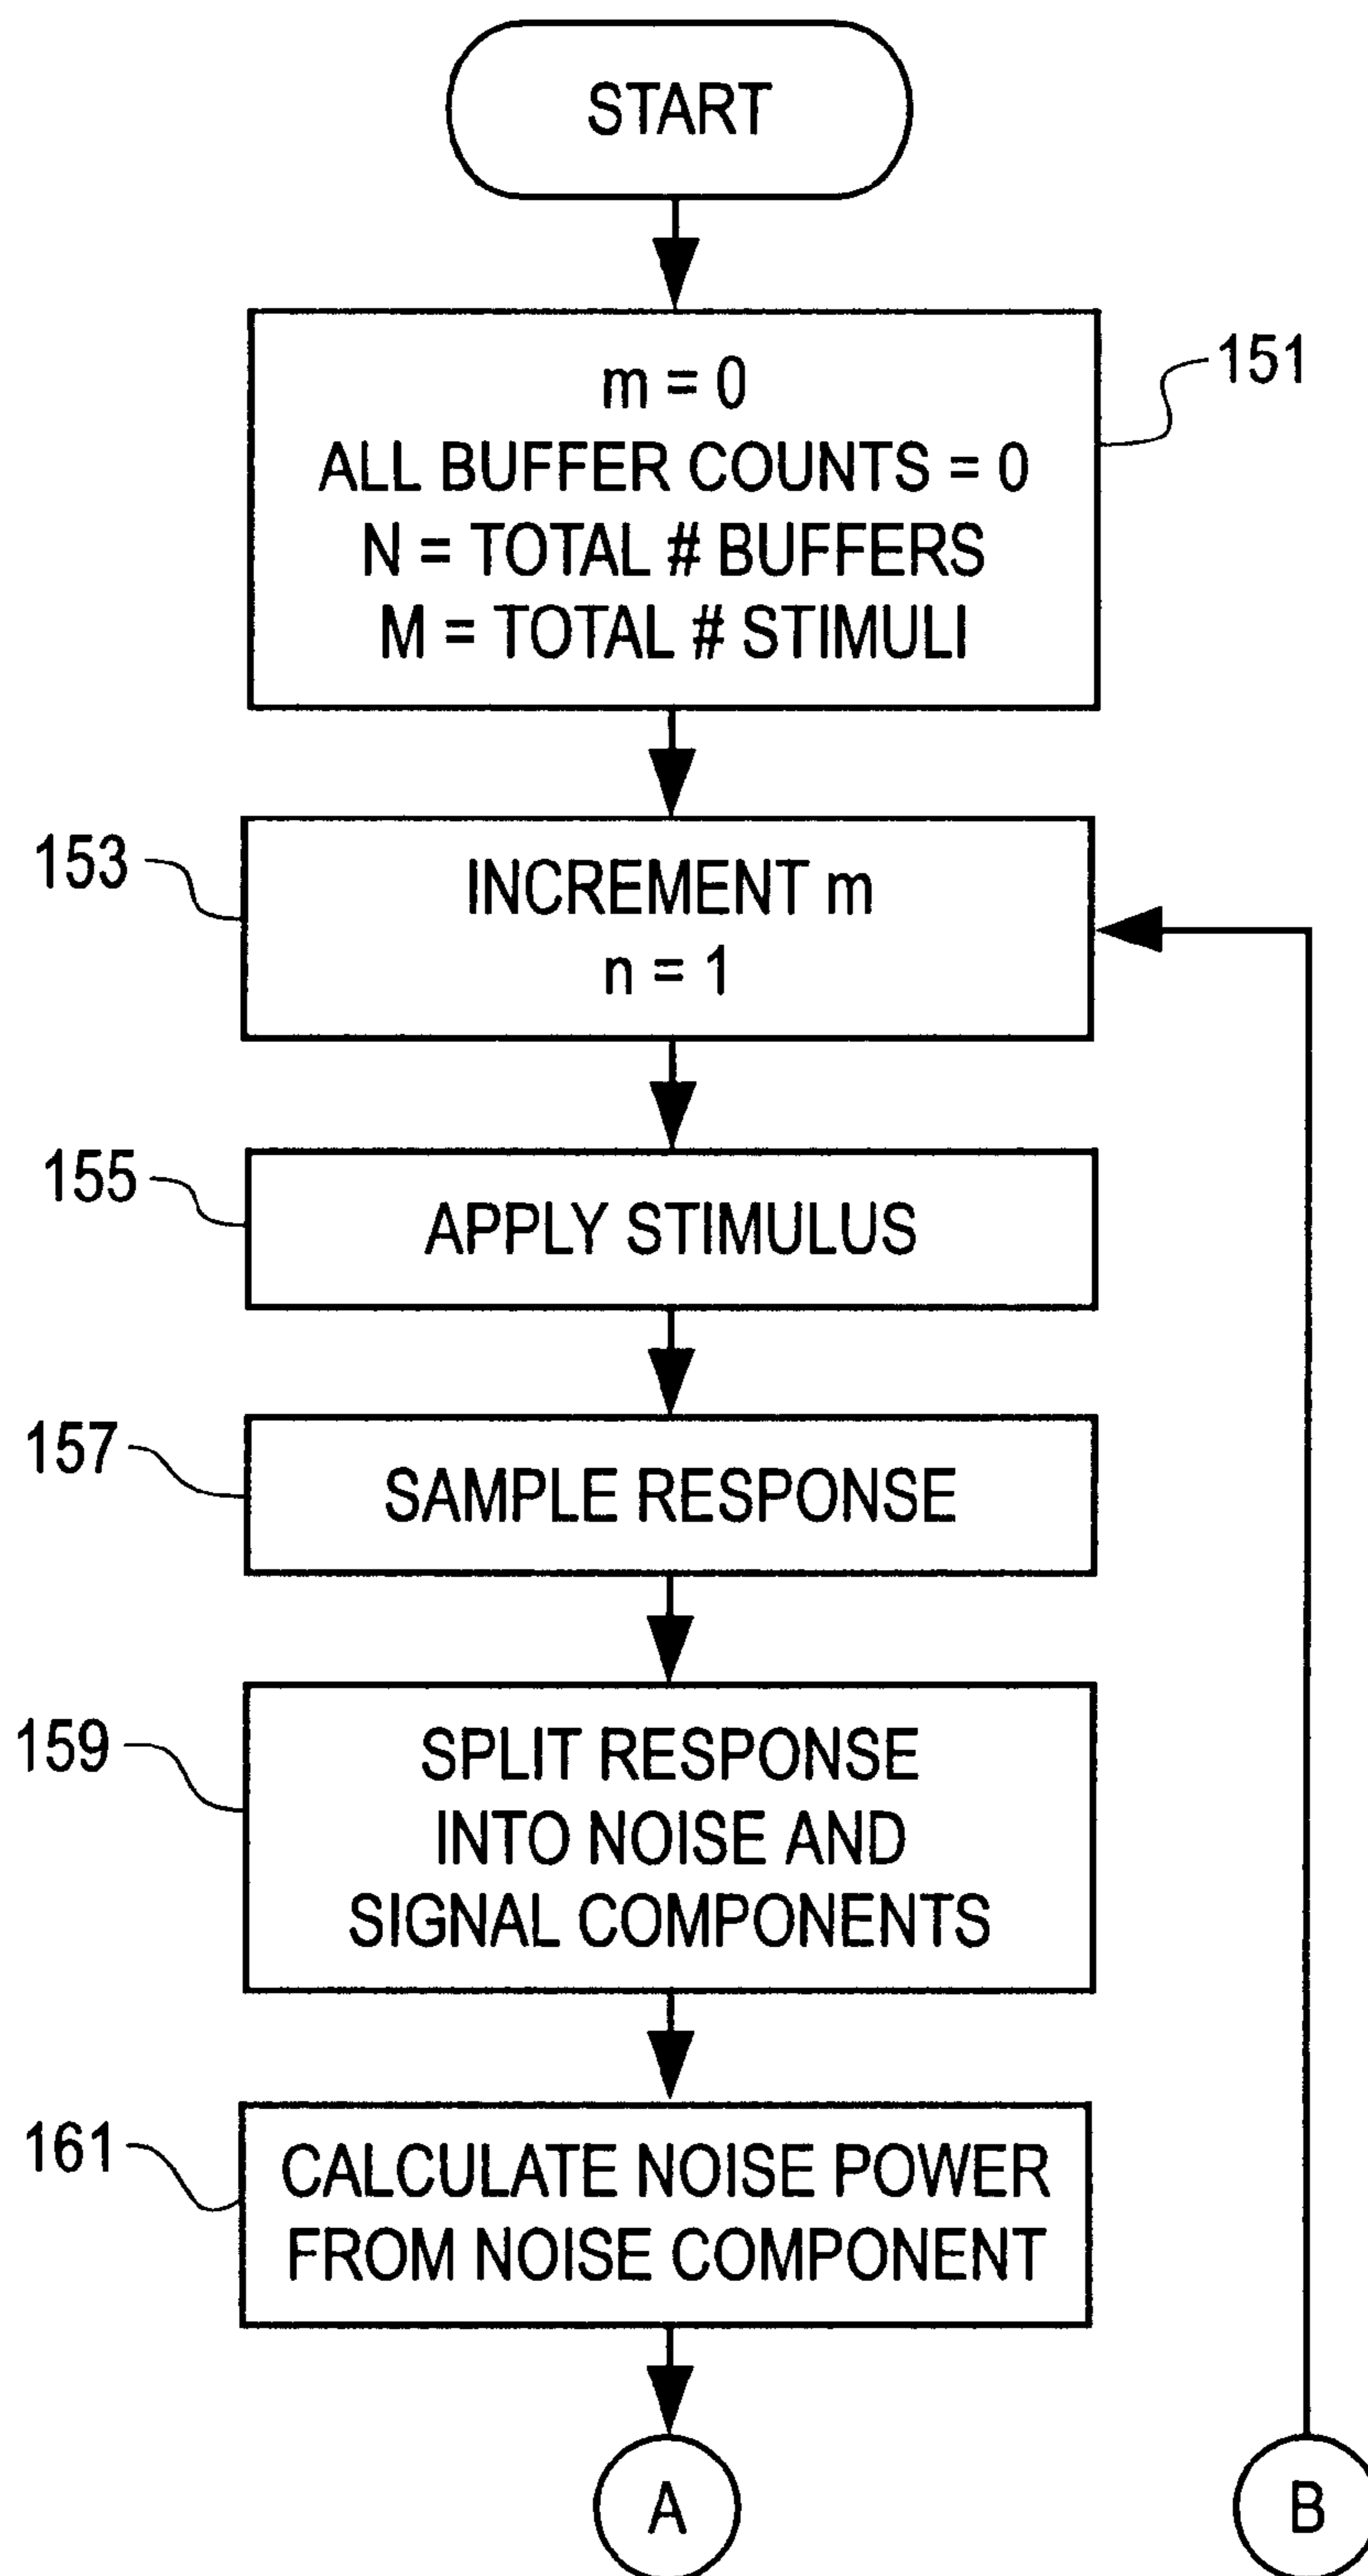 START
m = 0
ALL BUFFER COUNTS = 0
N = TOTAL # BUFFERS
M = TOTAL # STIMULI
151
153
INCREMENT m
n = 1
155
APPLY STIMULUS
157
SAMPLE RESPONSE
159
SPLIT RESPONSE
INTO NOISE AND
SIGNAL COMPONENTS
161
CALCULATE NOISE POWER
FROM NOISE COMPONENT
A
B